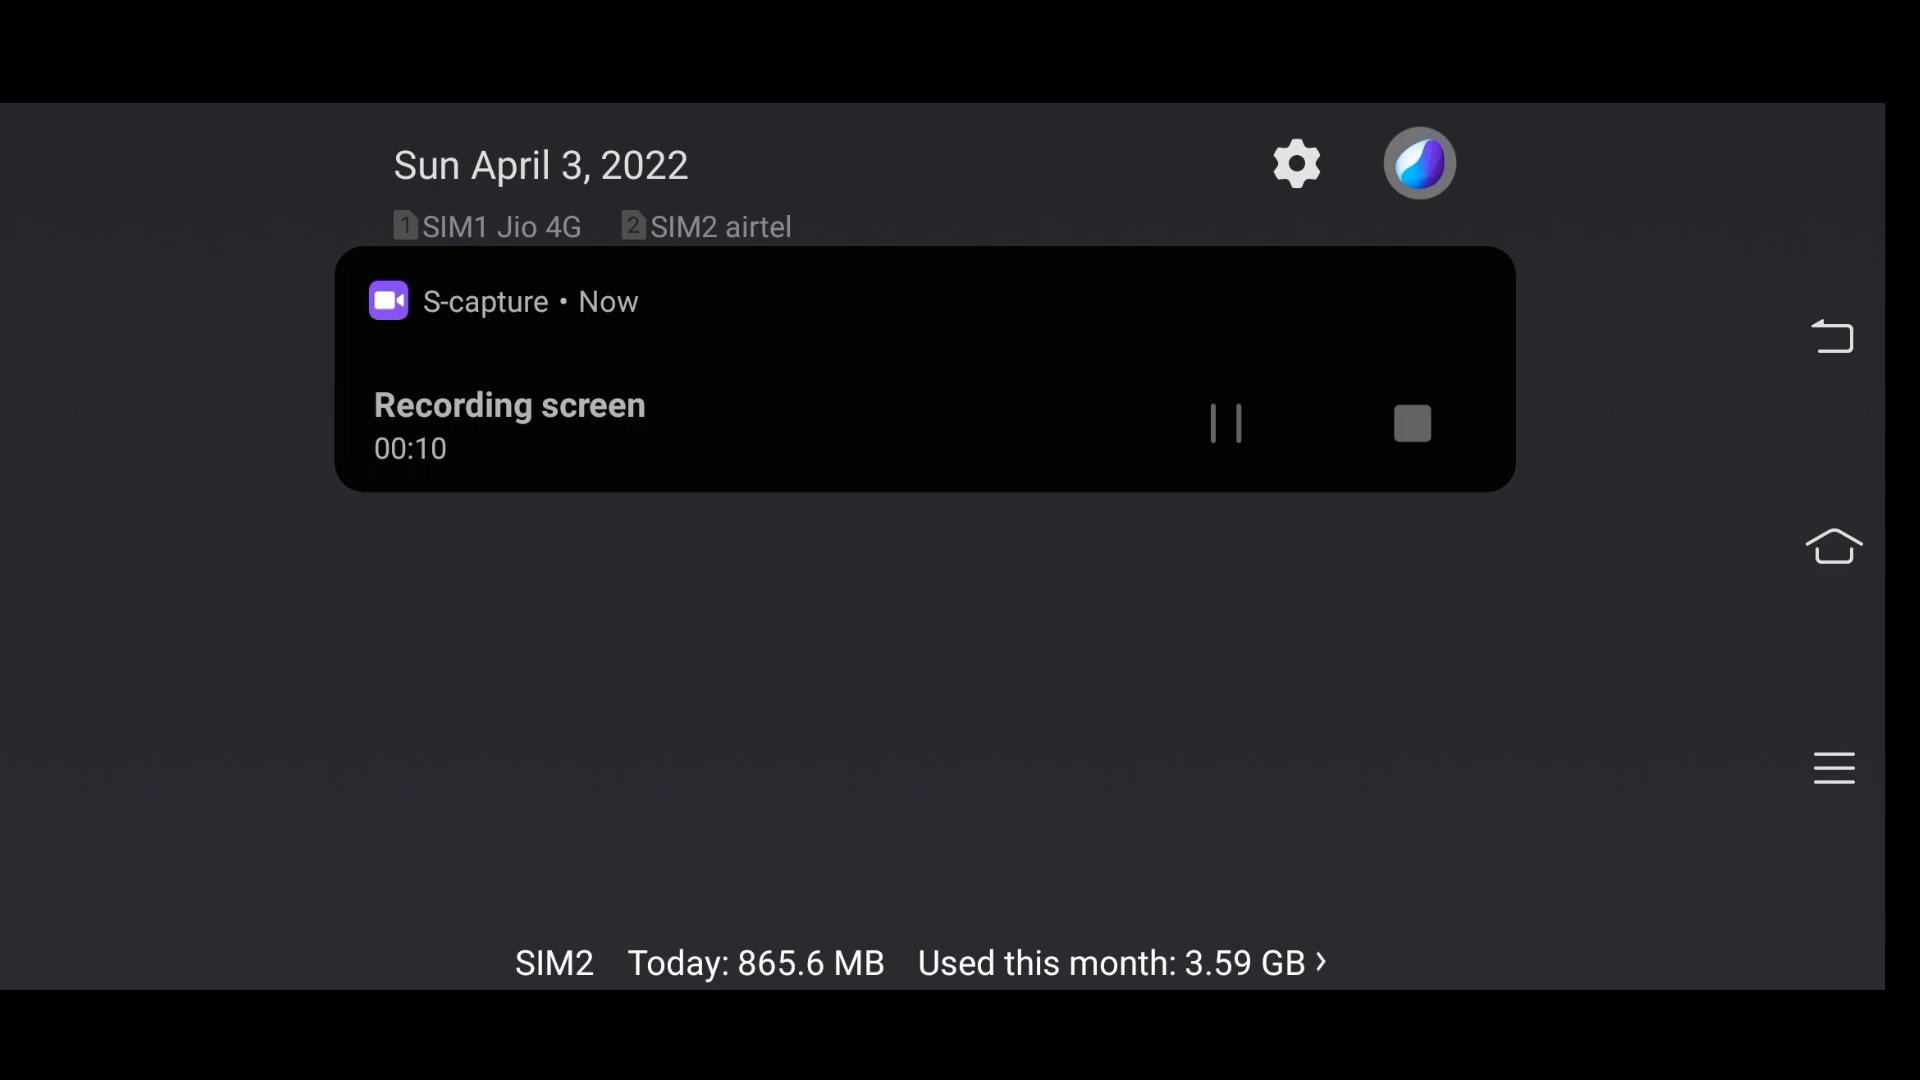 Sun April 3, 2022
1 SIM1 Jio 4G 2 SIM2 airtel
S-capture • Now
Recording screen
00:10
SIM2 Today: 865.6 MB Used this month: 3.59 GB ›